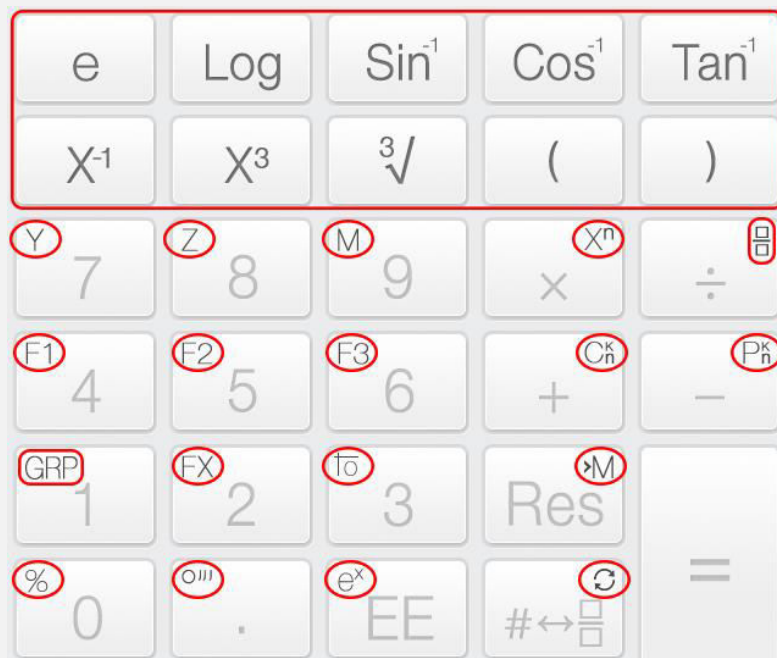 e Log Sin⁻¹ Cos⁻¹ Tan⁻¹
X⁻¹ X³ ³√ ( )
Y Z M Xⁿ
7 8 9 × ÷
F1 F2 F3 Cᵏₙ Pᵏₙ
4 5 6 + −
GRP FX >M
1 2 3 Res =
% °''' eˣ
0 . EE #↔